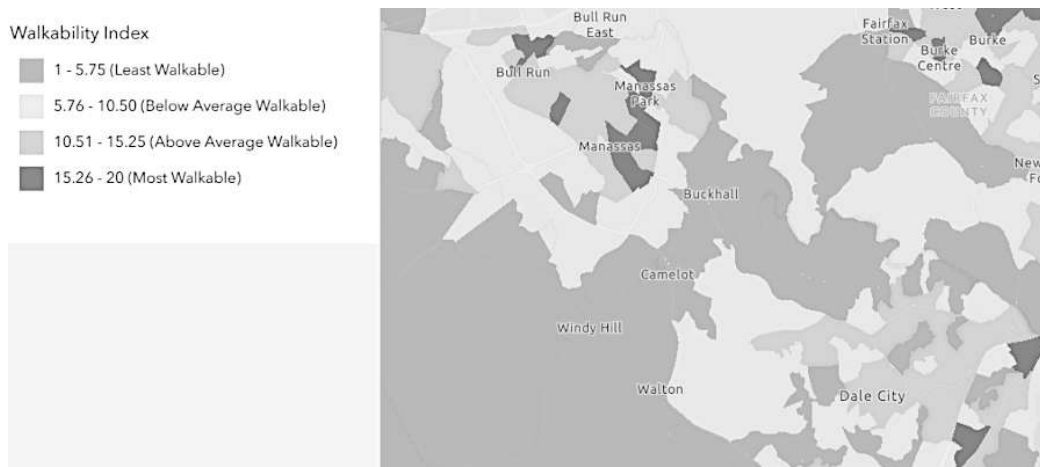 Walkability Index
1 - 5.75 (Least Walkable)
5.76 - 10.50 (Below Average Walkable)
10.51 - 15.25 (Above Average Walkable)
15.26 - 20 (Most Walkable)
Bull Run
East
Fairfax
Station
Burke
Burke
Centre
Bull Run
Manassas
Park
FAIRFAX
COUNTY
Manassas
Buckhall
Camelot
Windy Hill
Walton
Dale City